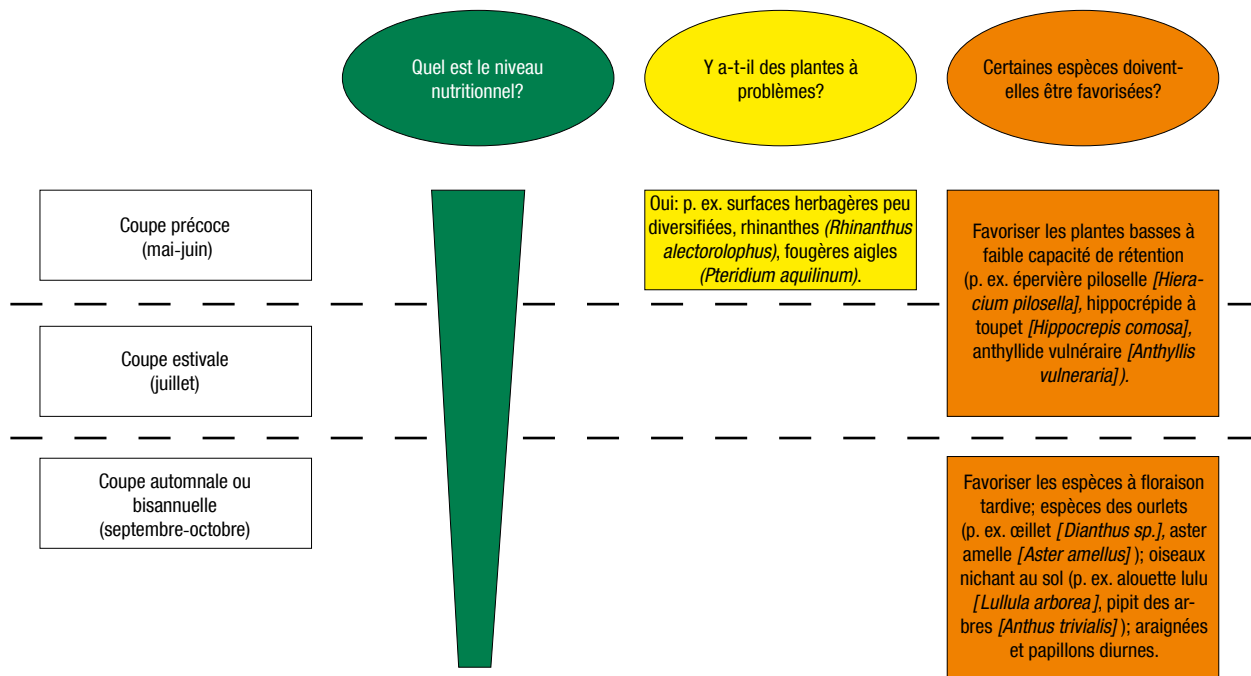 Quel est le niveau
nutritionnel?
Y a-t-il des plantes à
problèmes?
Certaines espèces doivent-
elles être favorisées?
Coupe précoce
(mai-juin)
Oui: p. ex. surfaces herbagères peu
diversifiées, rhinanthes (Rhinanthus
alectorolophus), fougères aigles
(Pteridium aquilinum).
Favoriser les plantes basses à
faible capacité de rétention
(p. ex. épervière piloselle [Hiera-
cium pilosella], hippocrépide à
toupet [Hippocrepis comosa],
anthyllide vulnéraire [Anthyllis
vulneraria] ).
Coupe estivale
(juillet)
Coupe automnale ou
bisannuelle
(septembre-octobre)
Favoriser les espèces à floraison
tardive; espèces des ourlets
(p. ex. œillet [Dianthus sp.], aster
amelle [Aster amellus] ); oiseaux
nichant au sol (p. ex. alouette lulu
[Lullula arborea], pipit des ar-
bres [Anthus trivialis] ); araignées
et papillons diurnes.